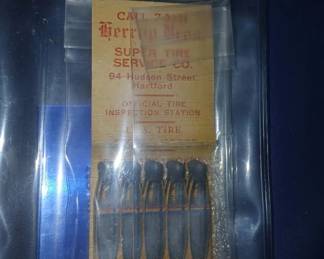 CALL
SUPER TIRE
SERVICE CO.
94 Hudson Street
Hartford
OFFICIAL TIRE
INSPECTION STATION
TIRE